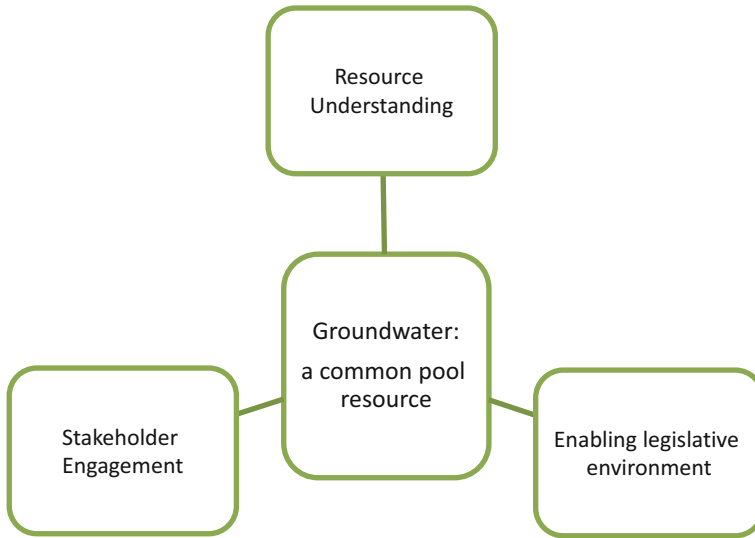 Resource
Understanding
Groundwater:
a common pool
resource
Stakeholder
Engagement
Enabling legislative
environment